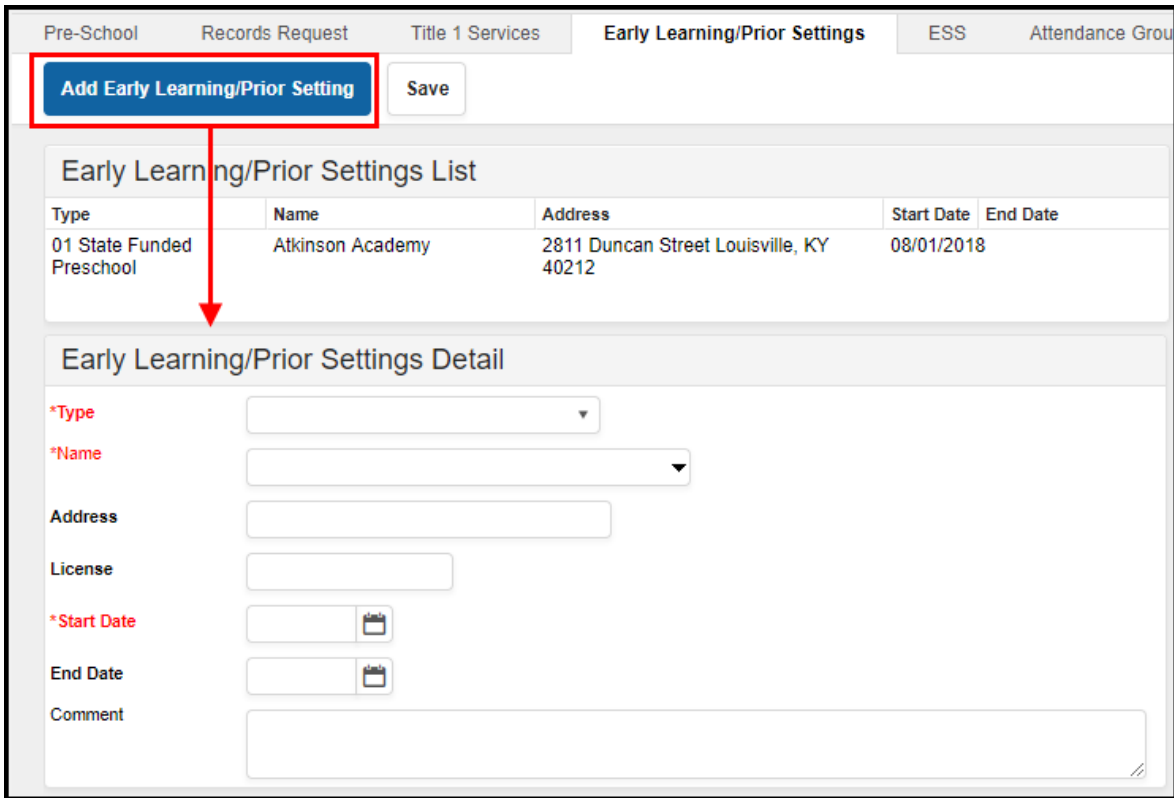 Pre-School Records Request Title 1 Services Early Learning/Prior Settings ESS Attendance Grou
Add Early Learning/Prior Setting Save
Early Learning/Prior Settings List
Type Name Address Start Date End Date
01 State Funded Atkinson Academy 2811 Duncan Street Louisville, KY 08/01/2018
Preschool 40212
Early Learning/Prior Settings Detail
*Type
*Name
Address
License
*Start Date
End Date
Comment